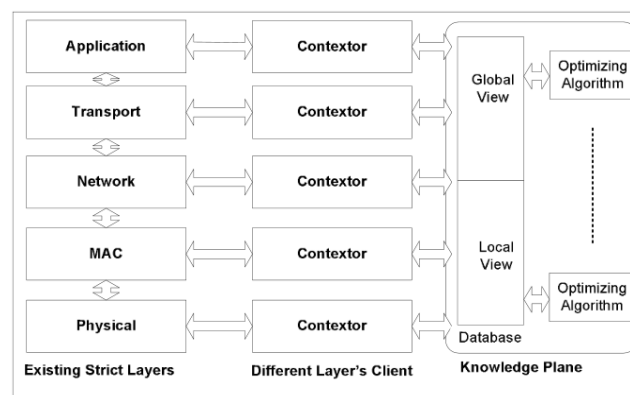 Application
Contextor
Global
View
Optimizing
Algorithm
Transport
Contextor
Network
Contextor
MAC
Contextor
Local
View
Physical
Contextor
Optimizing
Algorithm
Database
Existing Strict Layers
Different Layer's Client
Knowledge Plane